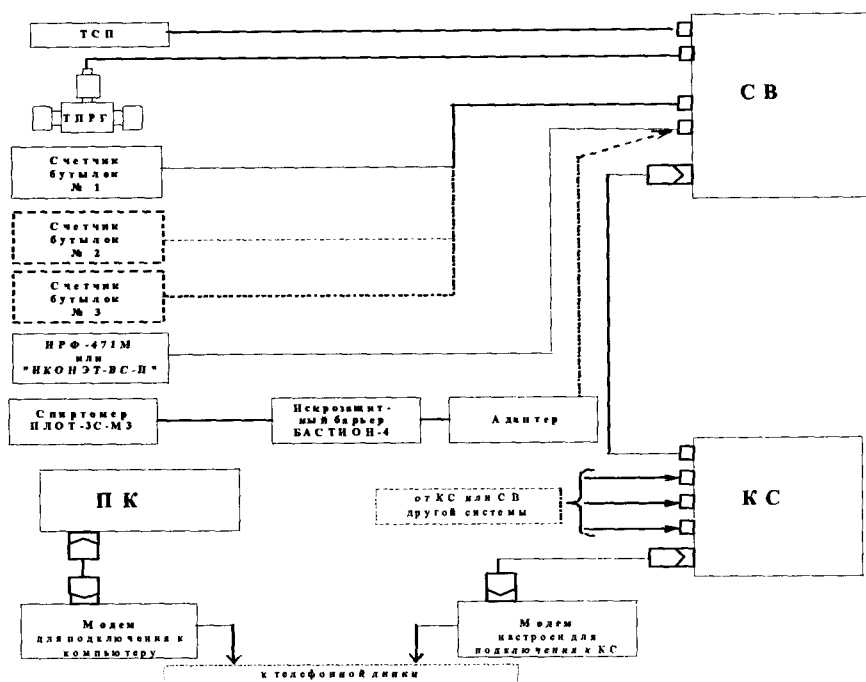 ТСП
СВ
ТПРГ
Счетчик
бутылок
№ 1
Счетчик
бутылок
№ 2
Счетчик
бутылок
№ 3
ИРФ-471М
или
"ИКОНЭТ-ВС-П"
Спиртомер
ПЛОТ-3С-М3
Искрозащит-
ный барьер
БАСТИОН-4
Адаптер
ПК
от КС или СВ
другой системы
КС
Модем
для подключения к
компьютеру
Модем
настроен для
подключения к КС
к телефонной линии